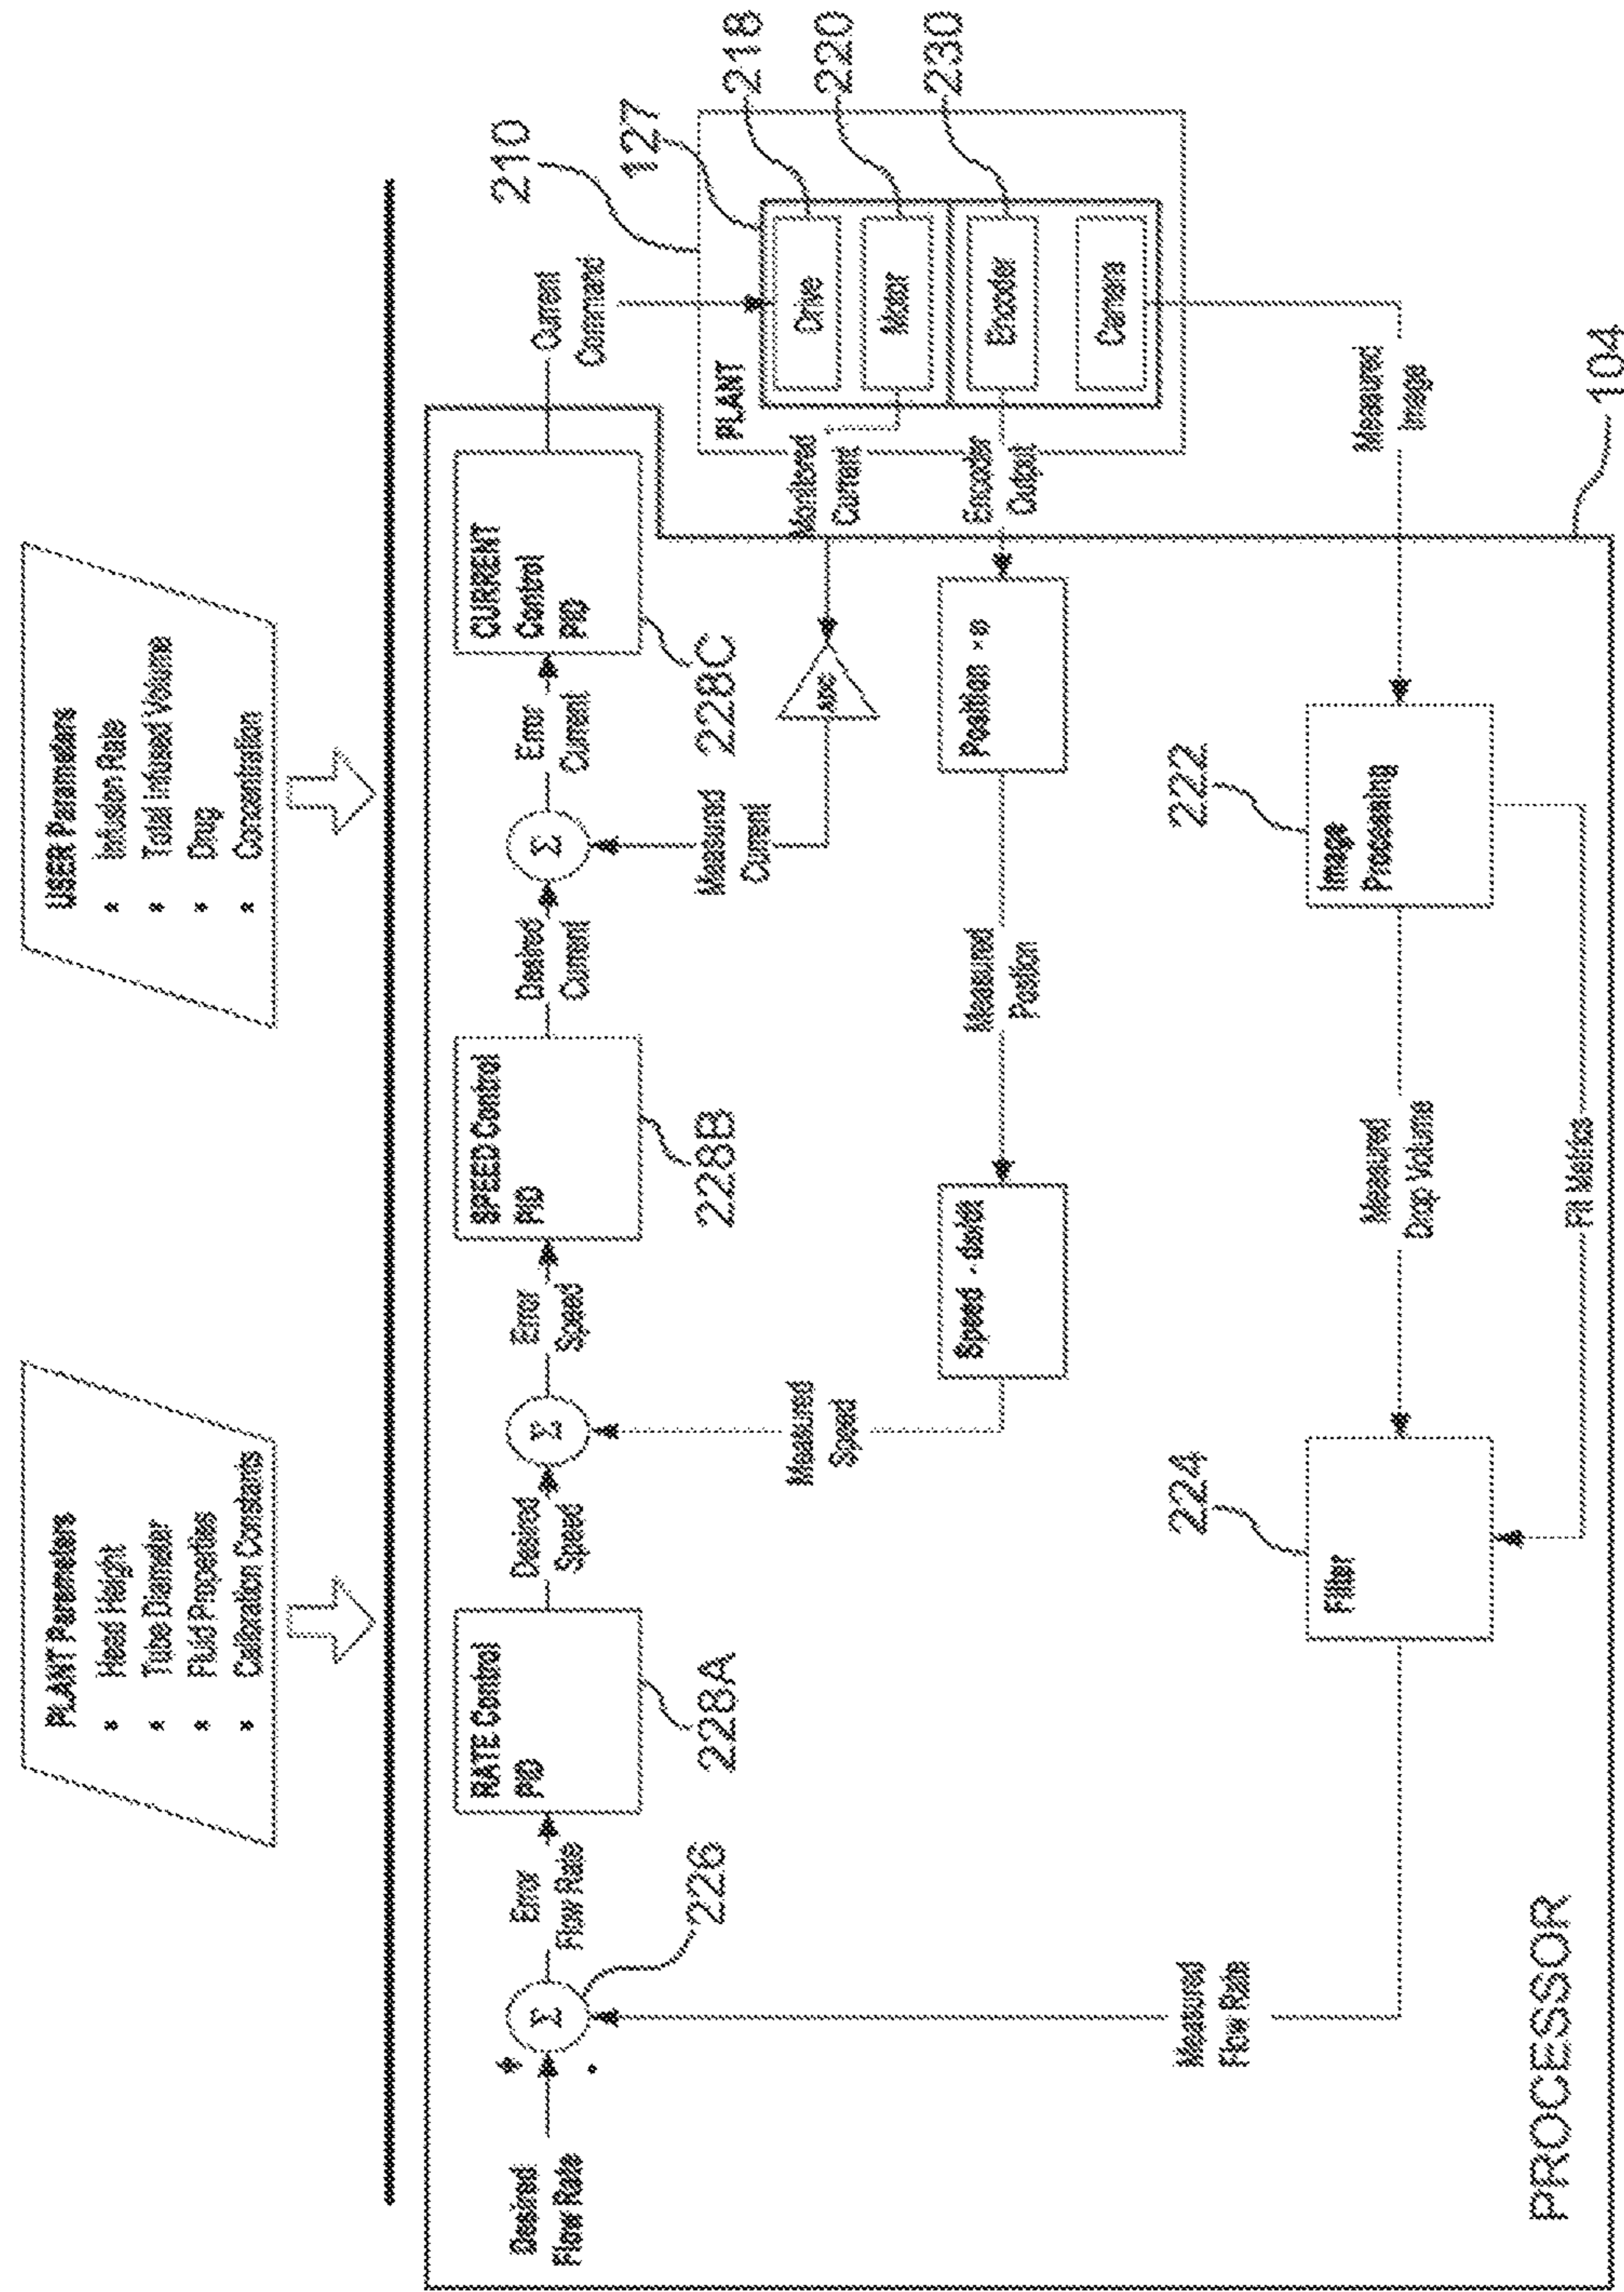 PLANT Parameters
• Head Height
• Tube Diameter
• Fluid Properties
• Calibration Constants
USER Parameters
• Infusion Rate
• Total Infused Volume
• Drug
• Concentration
Desired
Flow Rate
+
-
Σ
226
Error
Flow Rate
RATE Control
PID
228A
Desired
Speed
Σ
Error
Speed
SPEED Control
PID
228B
Desired
Current
Σ
Error
Current
CURRENT
Control
PID
228C
Current
Command
210
127
218
220
230
PLANT
Drive
Motor
Encoder
Camera
Monitored
Current
Encoder
Output
Measured
Image
104
Measured
Current
Position = s
Measured
Position
Measured
Speed
222
Image
Processing
Measured
Drop Volume
Fit Metrics
224
Filter
Measured
Flow Rate
PROCESSOR